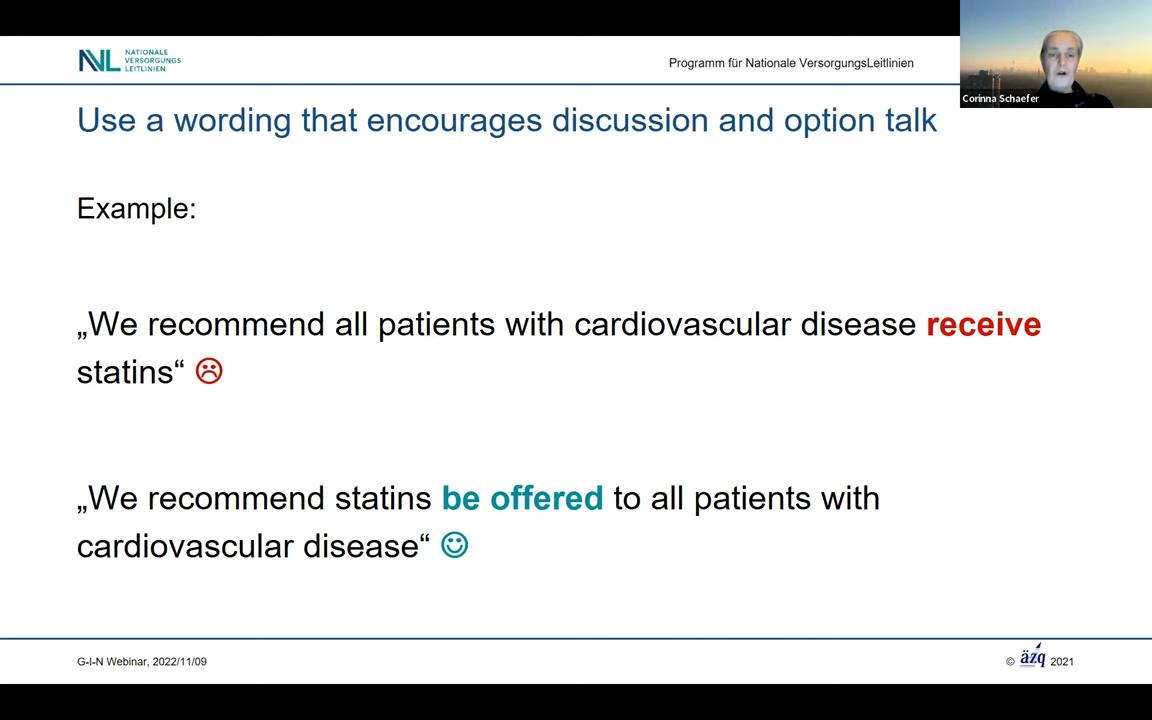 NVL NATIONALE
VERSORGUNGS
LEITLINIEN
Programm für Nationale VersorgungsLeitlinien
Corinna Schaefer
Use a wording that encourages discussion and option talk
Example:
„We recommend all patients with cardiovascular disease receive
statins“ ☹
„We recommend statins be offered to all patients with
cardiovascular disease“ ☺
G-I-N Webinar, 2022/11/09
© äzq 2021